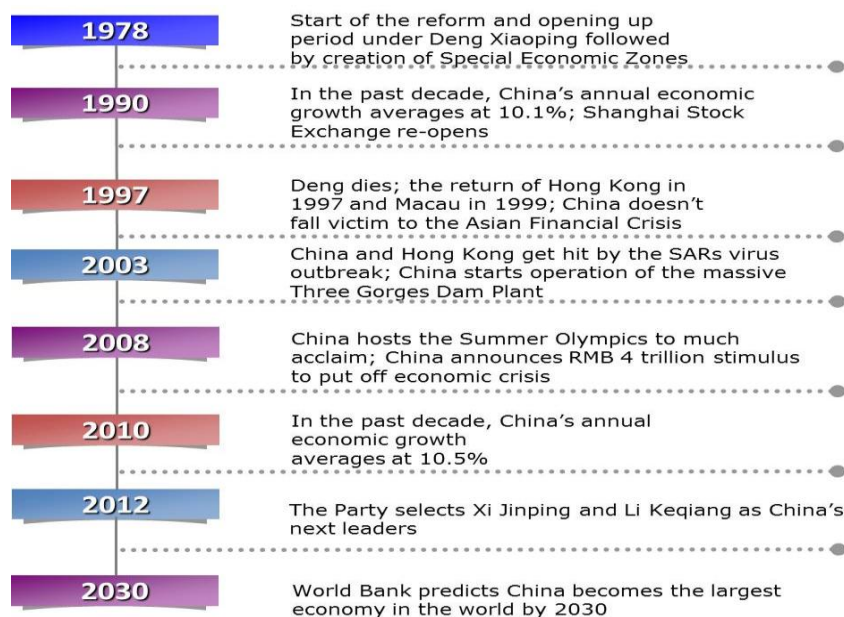 1978
Start of the reform and opening up
period under Deng Xiaoping followed
by creation of Special Economic Zones
1990
In the past decade, China's annual economic
growth averages at 10.1%; Shanghai Stock
Exchange re-opens
1997
Deng dies; the return of Hong Kong in
1997 and Macau in 1999; China doesn't
fall victim to the Asian Financial Crisis
2003
China and Hong Kong get hit by the SARs virus
outbreak; China starts operation of the massive
Three Gorges Dam Plant
2008
China hosts the Summer Olympics to much
acclaim; China announces RMB 4 trillion stimulus
to put off economic crisis
2010
In the past decade, China's annual
economic growth
averages at 10.5%
2012
The Party selects Xi Jinping and Li Keqiang as China's
next leaders
2030
World Bank predicts China becomes the largest
economy in the world by 2030